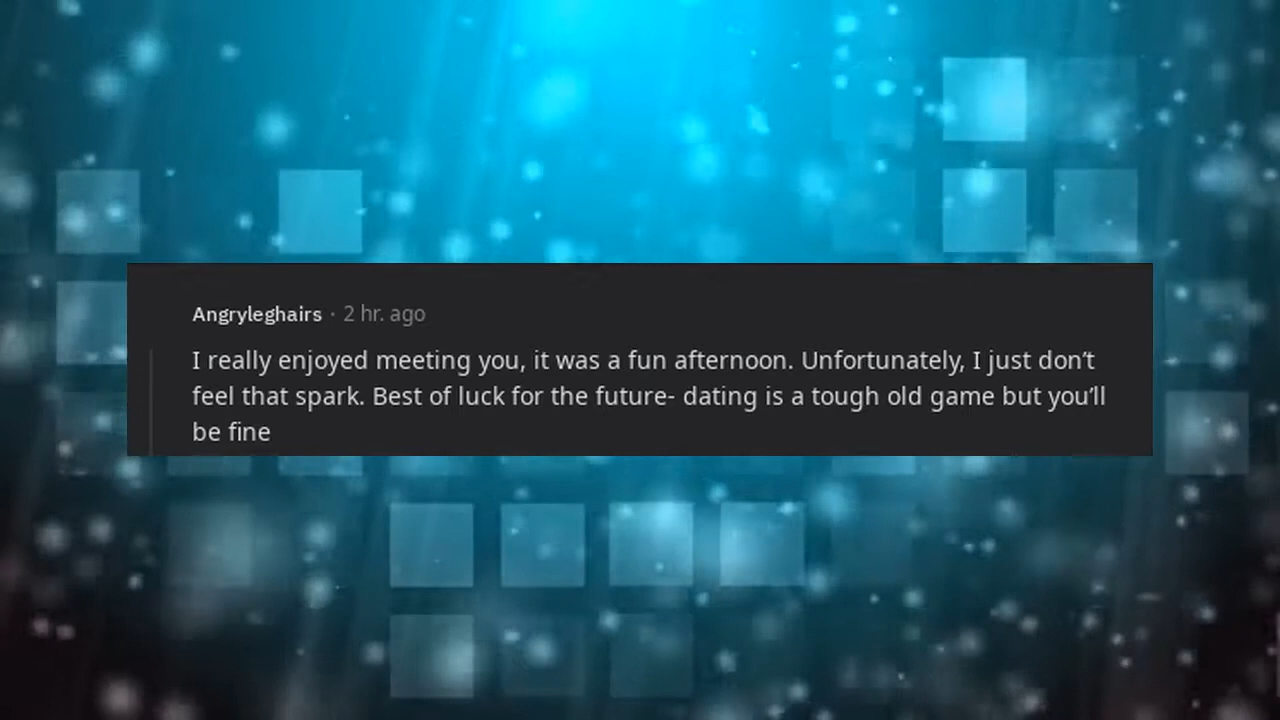 Angryleghairs · 2 hr. ago
I really enjoyed meeting you, it was a fun afternoon. Unfortunately, I just don’t
feel that spark. Best of luck for the future- dating is a tough old game but you’ll
be fine